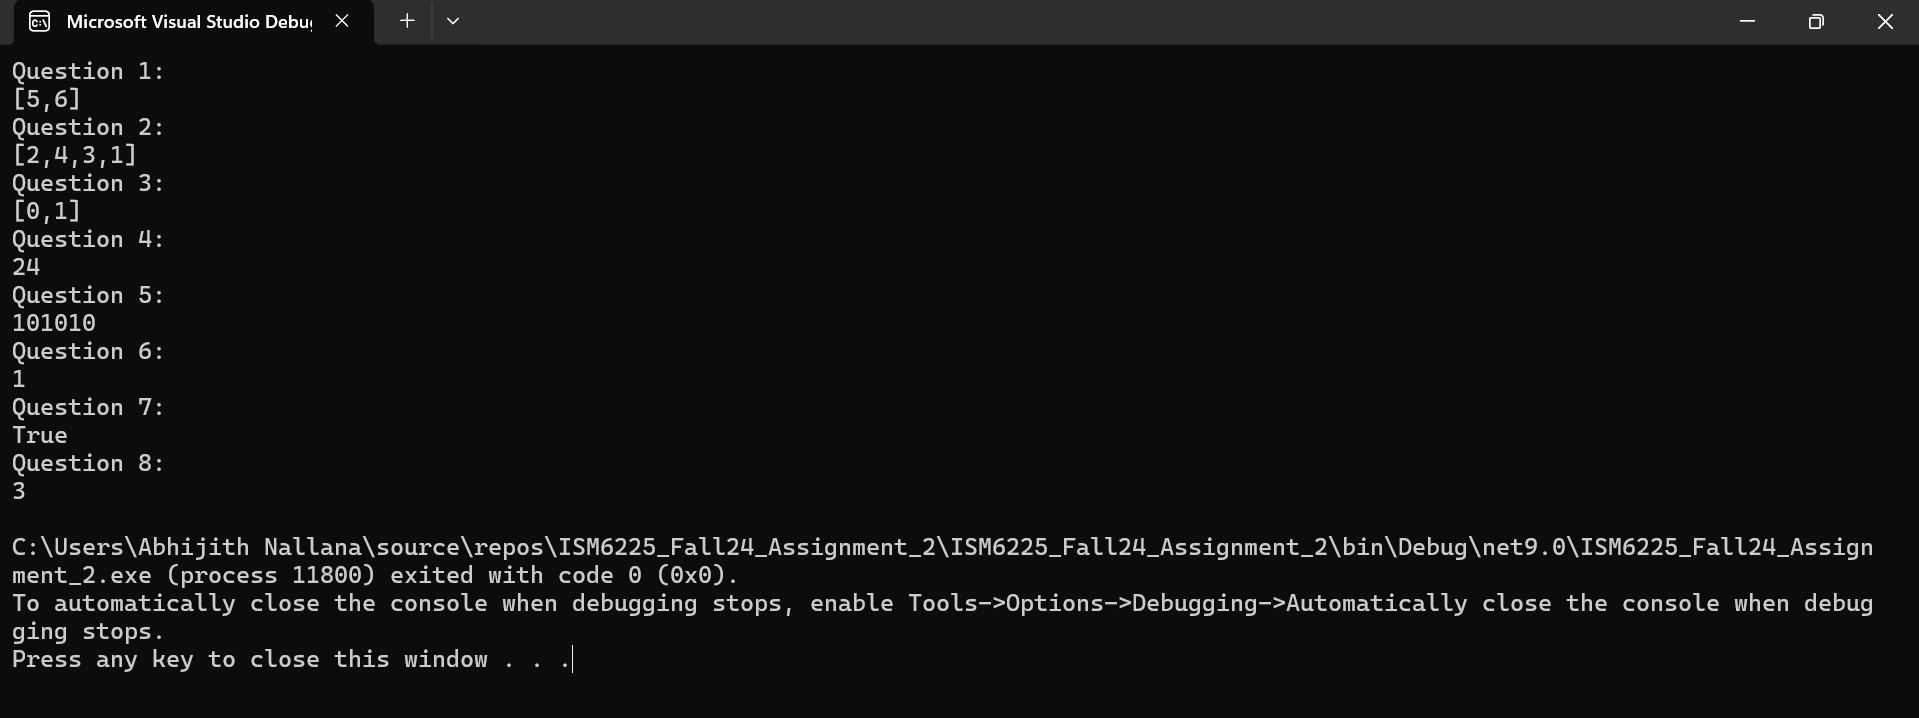 Microsoft Visual Studio Debu
Question 1:
[5,6]
Question 2:
[2,4,3,1]
Question 3:
[0,1]
Question 4:
24
Question 5:
101010
Question 6:
1
Question 7:
True
Question 8:
3
C:\Users\Abhijith Nallana\source\repos\ISM6225_Fall24_Assignment_2\ISM6225_Fall24_Assignment_2\bin\Debug\net9.0\ISM6225_Fall24_Assign
ment_2.exe (process 11800) exited with code 0 (0x0).
To automatically close the console when debugging stops, enable Tools->Options->Debugging->Automatically close the console when debug
ging stops.
Press any key to close this window . . .